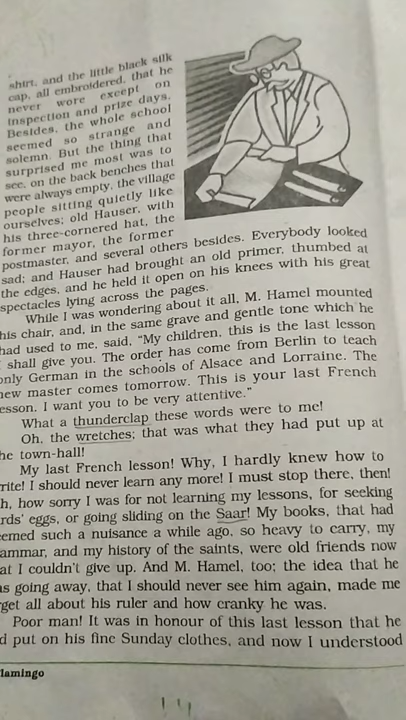 shirt, and the little black silk
cap, all embroidered, that he
never wore except on
inspection and prize days.
Besides, the whole school
seemed so strange and
solemn. But the thing that
surprised me most was to
see, on the back benches that
were always empty, the village
people sitting quietly like
ourselves; old Hauser, with
his three-cornered hat, the
former mayor, the former
postmaster, and several others besides. Everybody looked
sad; and Hauser had brought an old primer, thumbed at
the edges, and he held it open on his knees with his great
spectacles lying across the pages.
While I was wondering about it all, M. Hamel mounted
his chair, and, in the same grave and gentle tone which he
had used to me, said, “My children, this is the last lesson
I shall give you. The order has come from Berlin to teach
only German in the schools of Alsace and Lorraine. The
new master comes tomorrow. This is your last French
esson. I want you to be very attentive.”
What a thunderclap these words were to me!
Oh, the wretches; that was what they had put up at
he town-hall!
My last French lesson! Why, I hardly knew how to
rite! I should never learn any more! I must stop there, then!
h, how sorry I was for not learning my lessons, for seeking
rds’ eggs, or going sliding on the Saar! My books, that had
emed such a nuisance a while ago, so heavy to carry, my
ammar, and my history of the saints, were old friends now
at I couldn’t give up. And M. Hamel, too; the idea that he
as going away, that I should never see him again, made me
rget all about his ruler and how cranky he was.
Poor man! It was in honour of this last lesson that he
d put on his fine Sunday clothes, and now I understood
lamingo